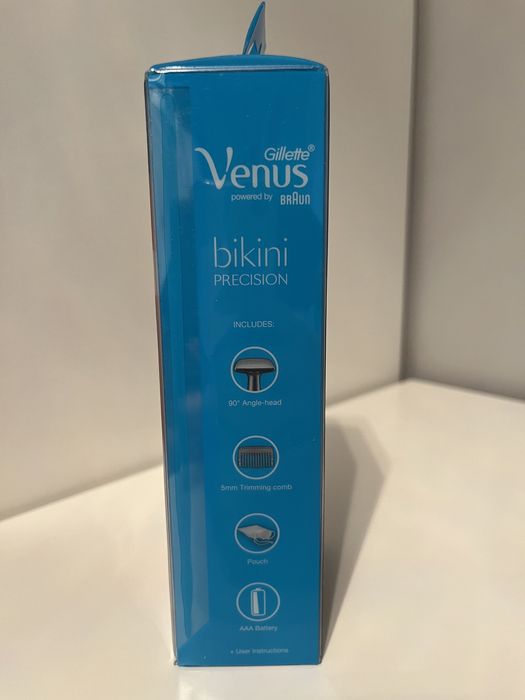 Gillette®
Venus
powered by BRAUN
bikini
PRECISION
INCLUDES:
90° Angle-head
5mm Trimming comb
Pouch
AAA Battery
+ User Instructions